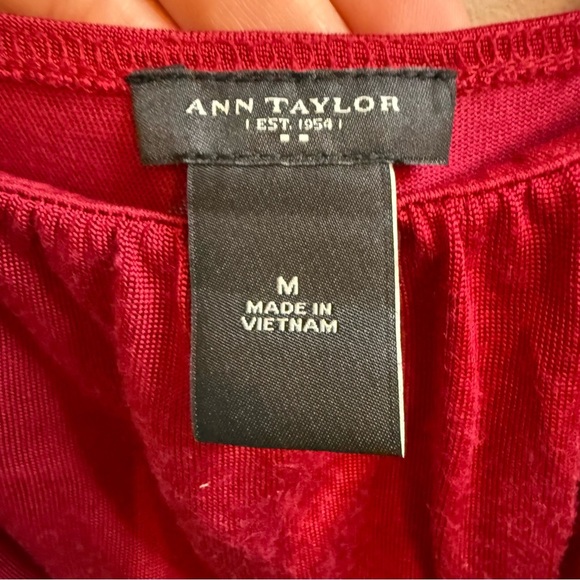 ANN TAYLOR
| EST. 1954 |
M
MADE IN
VIETNAM